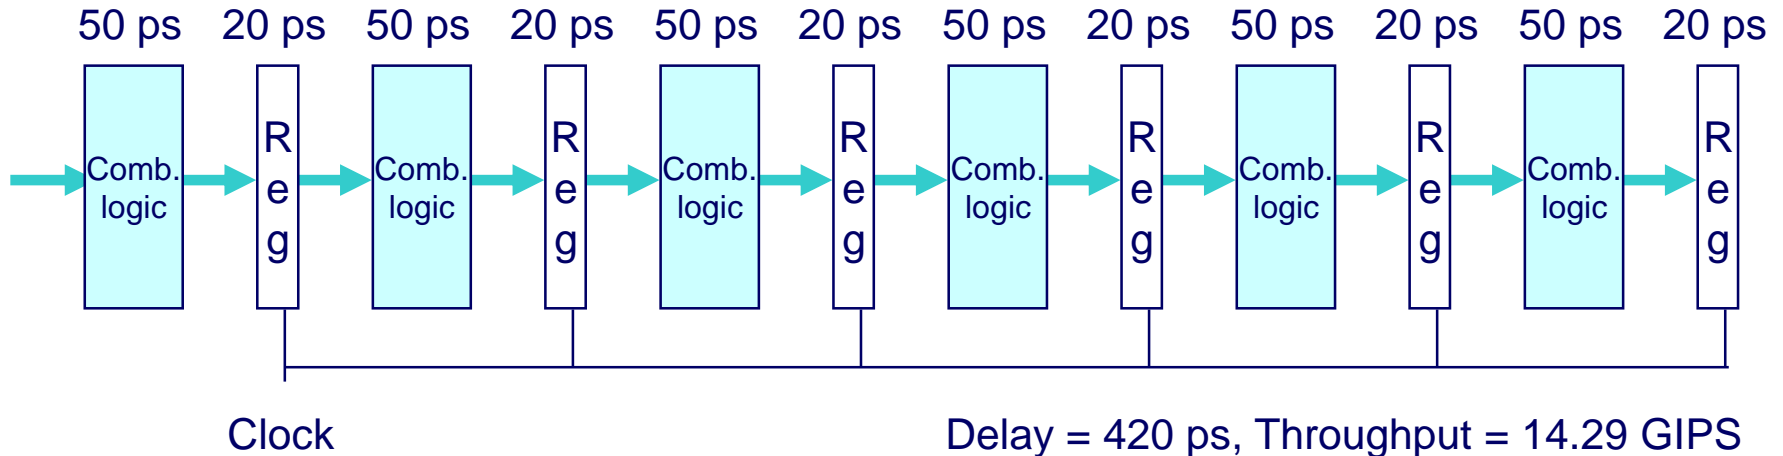 50 ps 20 ps 50 ps 20 ps 50 ps 20 ps 50 ps 20 ps 50 ps 20 ps 50 ps 20 ps
Comb.
logic
R
e
g
Comb.
logic
R
e
g
Comb.
logic
R
e
g
Comb.
logic
R
e
g
Comb.
logic
R
e
g
Comb.
logic
R
e
g
Clock
Delay = 420 ps, Throughput = 14.29 GIPS